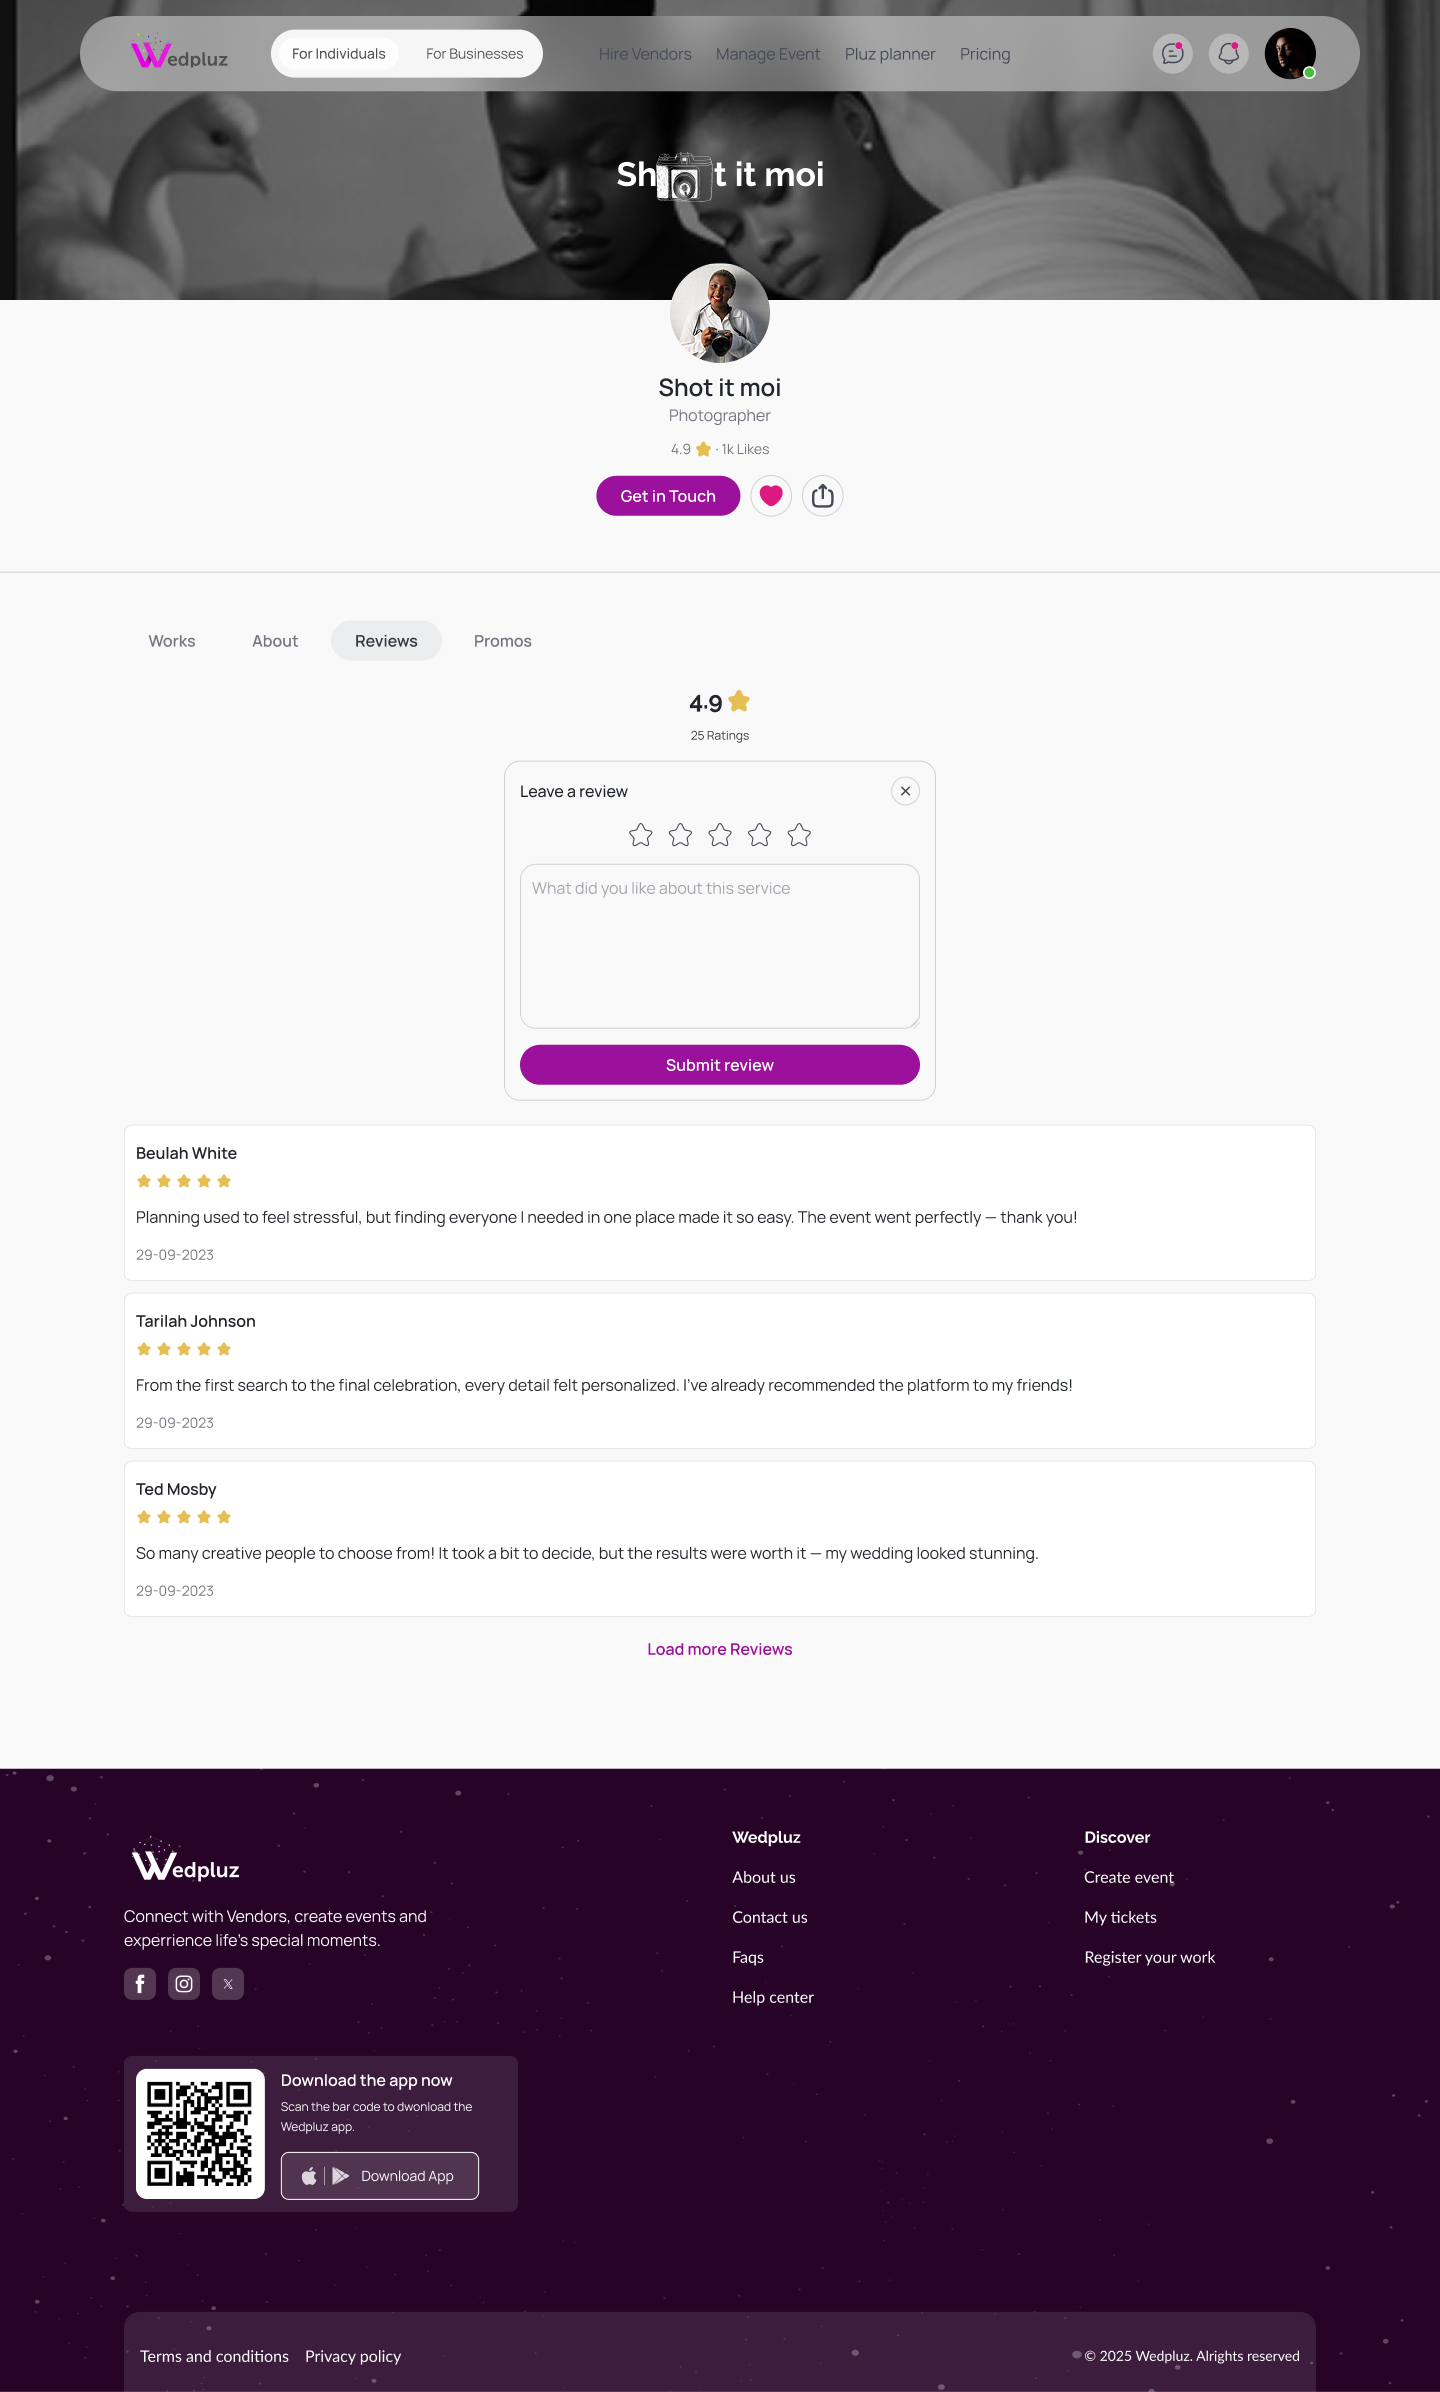 Wedpluz
For Individuals
For Businesses
Hire Vendors
Manage Event
Pluz planner
Pricing
Sh t it moi
Shot it moi
Photographer
4.9 · 1k Likes
Get in Touch
Works
About
Reviews
Promos
4.9
25 Ratings
Leave a review
What did you like about this service
Submit review
Beulah White
Planning used to feel stressful, but finding everyone I needed in one place made it so easy. The event went perfectly — thank you!
29-09-2023
Tarilah Johnson
From the first search to the final celebration, every detail felt personalized. I've already recommended the platform to my friends!
29-09-2023
Ted Mosby
So many creative people to choose from! It took a bit to decide, but the results were worth it — my wedding looked stunning.
29-09-2023
Load more Reviews
Wedpluz
Connect with Vendors, create events and
experrience life's special moments.
Download the app now
Scan the bar code to dwonload the
Wedpluz app.
Download App
Wedpluz
About us
Contact us
Faqs
Help center
Discover
Create event
My tickets
Register your work
Terms and conditions
Privacy policy
© 2025 Wedpluz. Alrights reserved